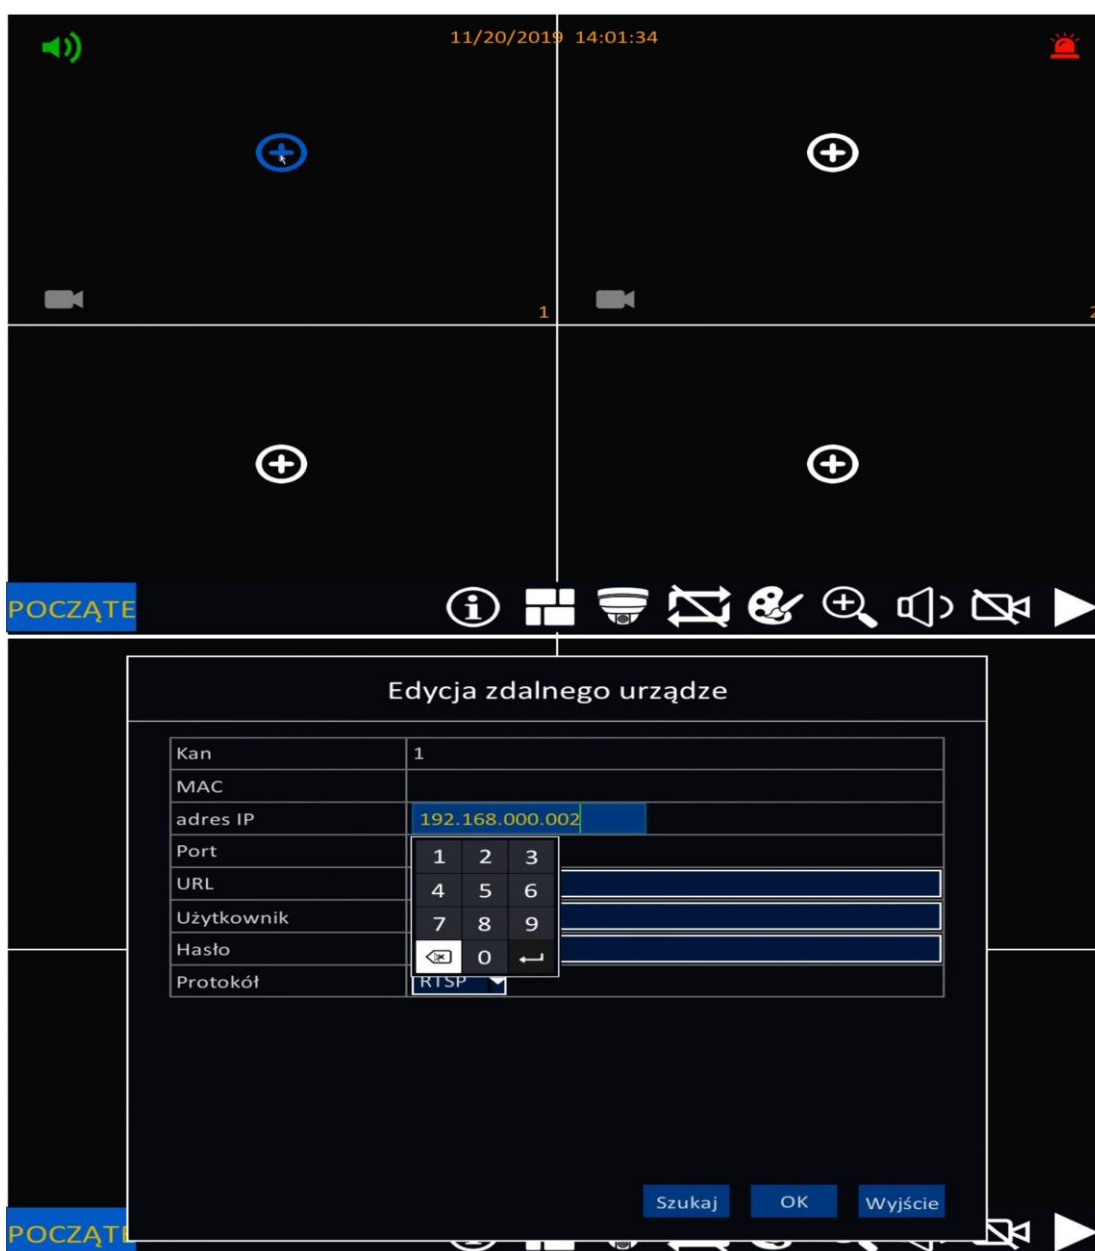 11/20/2019 14:01:34
1
2
POCZĄTE
Edycja zdalnego urządze
Kan 1
MAC
adres IP 192.168.000.002
Port
1 2 3
URL
4 5 6
Użytkownik
7 8 9
Hasło
0
Protokół RTSP
Szukaj OK Wyjście
POCZĄTE